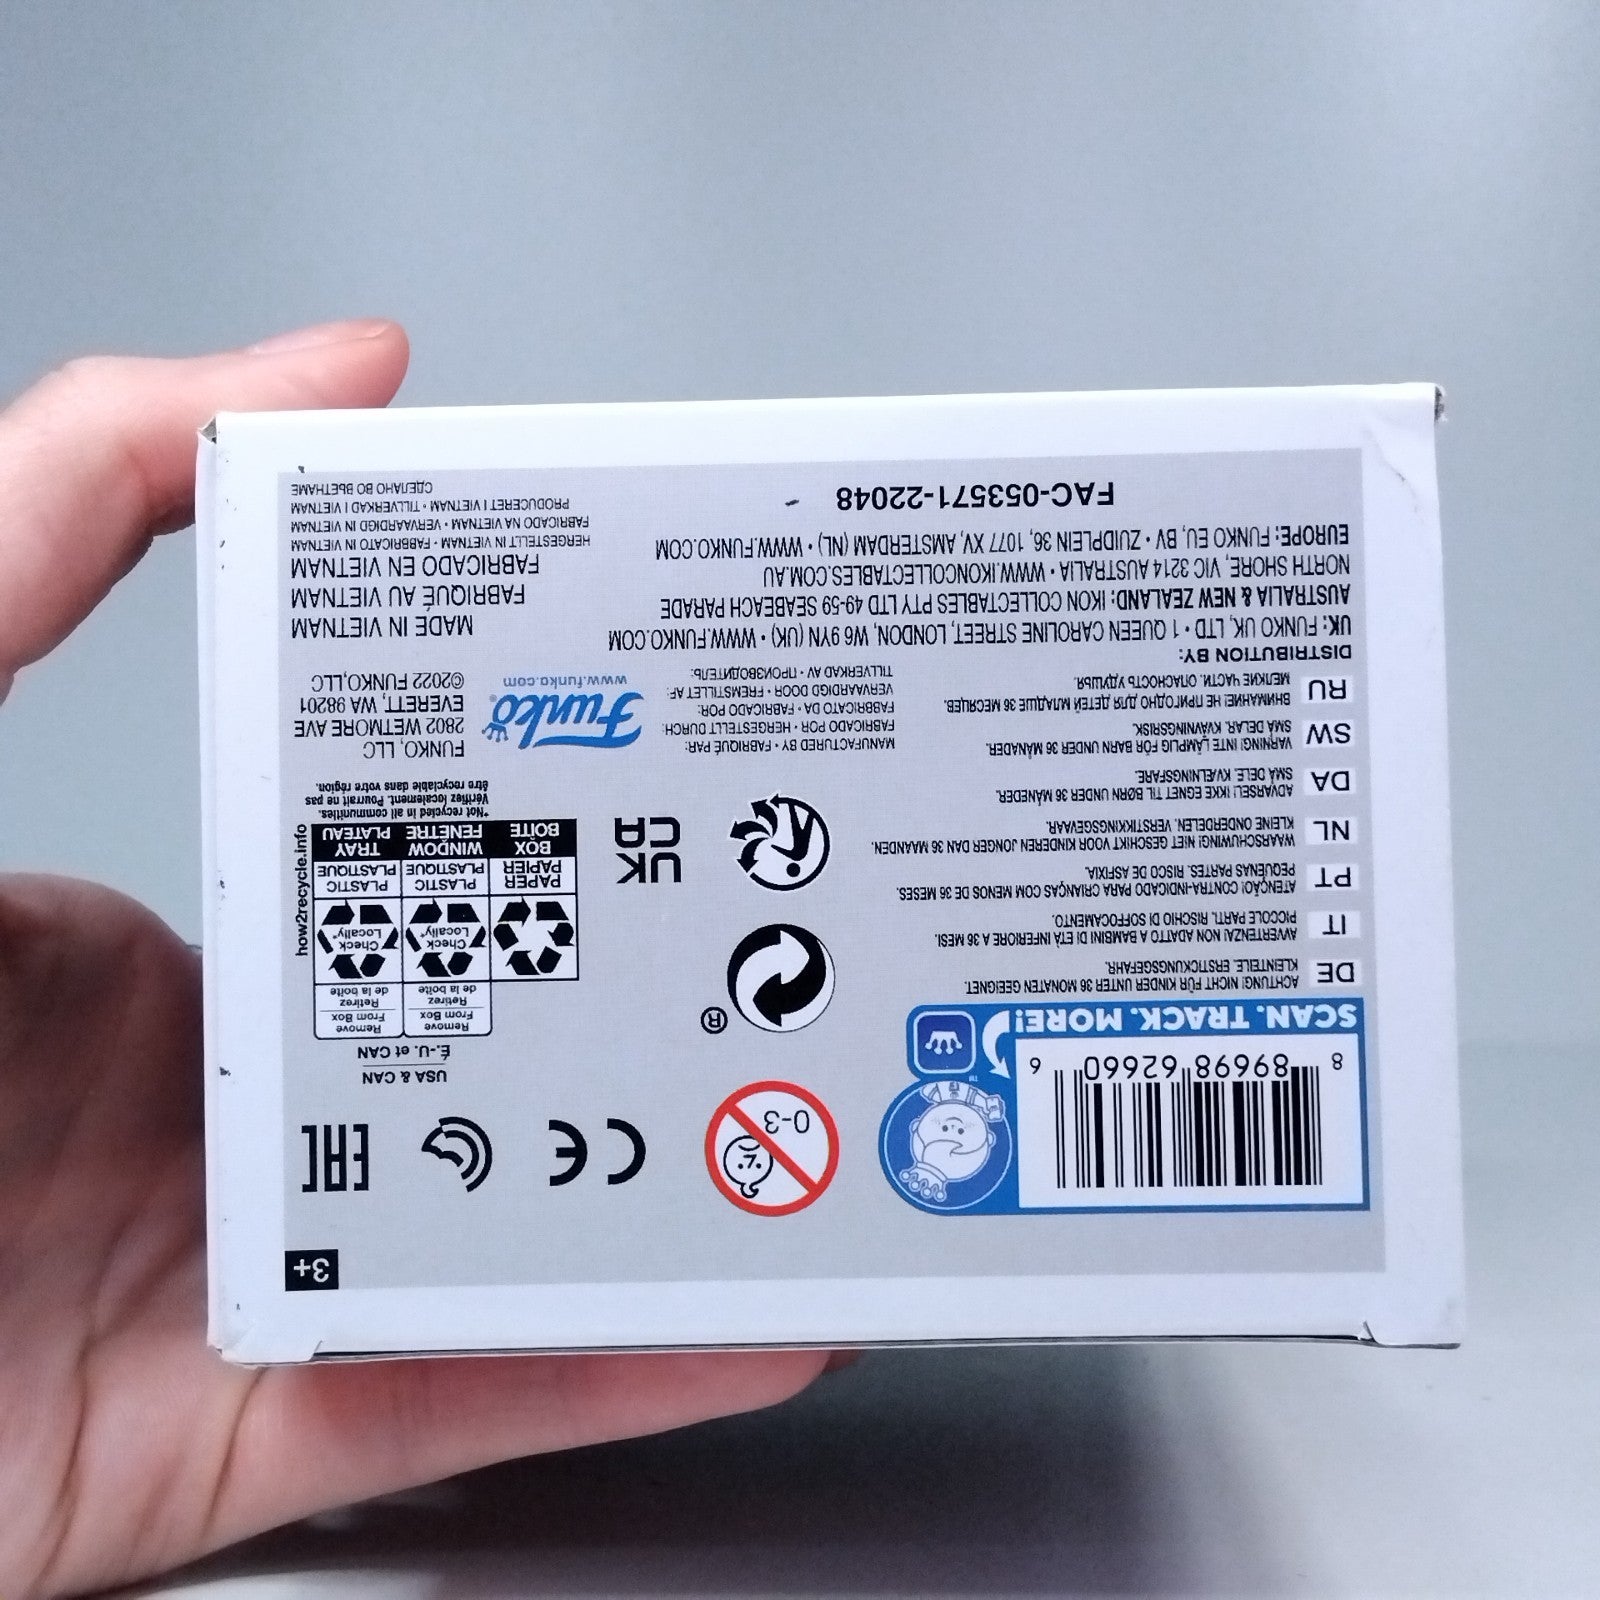 3+
8 89698 62660 6
SCAN. TRACK. MORE!
TM
0-3
CE
EAC
USA & CAN
É.-U. et CAN
Remove
From Box
Retirez
de la boîte
Remove
From Box
Retirez
de la boîte
Check
Locally*
Check
Locally*
PAPER
PAPIER
PLASTIC
PLASTIQUE
PLASTIC
PLASTIQUE
BOX
BOÎTE
WINDOW
FENÊTRE
TRAY
PLATEAU
how2recycle.info
*Not recycled in all communities.
Vérifiez localement. Pourrait ne pas
être recyclable dans votre région.
®
UK
CA
DE ACHTUNG! NICHT FÜR KINDER UNTER 36 MONATEN GEEIGNET.
KLEINTEILE. ERSTICKUNGSGEFAHR.
IT AVVERTENZA! NON ADATTO A BAMBINI DI ETÀ INFERIORE A 36 MESI.
PICCOLE PARTI. RISCHIO DI SOFFOCAMENTO.
PT ATENÇÃO! CONTRA-INDICADO PARA CRIANÇAS COM MENOS DE 36 MESES.
PEQUENAS PARTES. RISCO DE ASFIXIA.
NL WAARSCHUWING! NIET GESCHIKT VOOR KINDEREN JONGER DAN 36 MAANDEN.
KLEINE ONDERDELEN. VERSTIKKINGSGEVAAR.
DA ADVARSEL! IKKE EGNET TIL BØRN UNDER 36 MÅNEDER.
SMÅ DELE. KVÆLNINGSFARE.
SW VARNING! INTE LÄMPLIG FÖR BARN UNDER 36 MÅNADER.
SMÅ DELAR. KVÄVNINGSRISK.
RU ВНИМАНИЕ! НЕ ПРИГОДНО ДЛЯ ДЕТЕЙ МЛАДШЕ 36 МЕСЯЦЕВ.
МЕЛКИЕ ЧАСТИ. ОПАСНОСТЬ УДУШЬЯ.
MANUFACTURED BY • FABRIQUÉ PAR:
FABRICADO POR • HERGESTELLT DURCH:
FABBRICATO DA • FABRICADO POR:
VERVAARDIGD DOOR • FREMSTILLET AF:
TILLVERKAD AV • ПРОИЗВОДИТЕЛЬ:
Funko®
www.funko.com
FUNKO, LLC
2802 WETMORE AVE
EVERETT, WA 98201
©2022 FUNKO,LLC
DISTRIBUTION BY:
UK: FUNKO UK, LTD • 1 QUEEN CAROLINE STREET, LONDON, W6 9YN (UK) • WWW.FUNKO.COM
AUSTRALIA & NEW ZEALAND: IKON COLLECTABLES PTY LTD 49-59 SEABEACH PARADE
NORTH SHORE, VIC 3214 AUSTRALIA • WWW.IKONCOLLECTABLES.COM.AU
EUROPE: FUNKO EU, BV • ZUIDPLEIN 36, 1077 XV, AMSTERDAM (NL) • WWW.FUNKO.COM
MADE IN VIETNAM
FABRIQUÉ AU VIETNAM
FABRICADO EN VIETNAM
HERGESTELLT IN VIETNAM • FABBRICATO IN VIETNAM
FABRICADO NA VIETNAM • VERVAARDIGD IN VIETNAM
PRODUCERET I VIETNAM • TILLVERKAD I VIETNAM
СДЕЛАНО ВО ВЬЕТНАМЕ
FAC-053571-22048